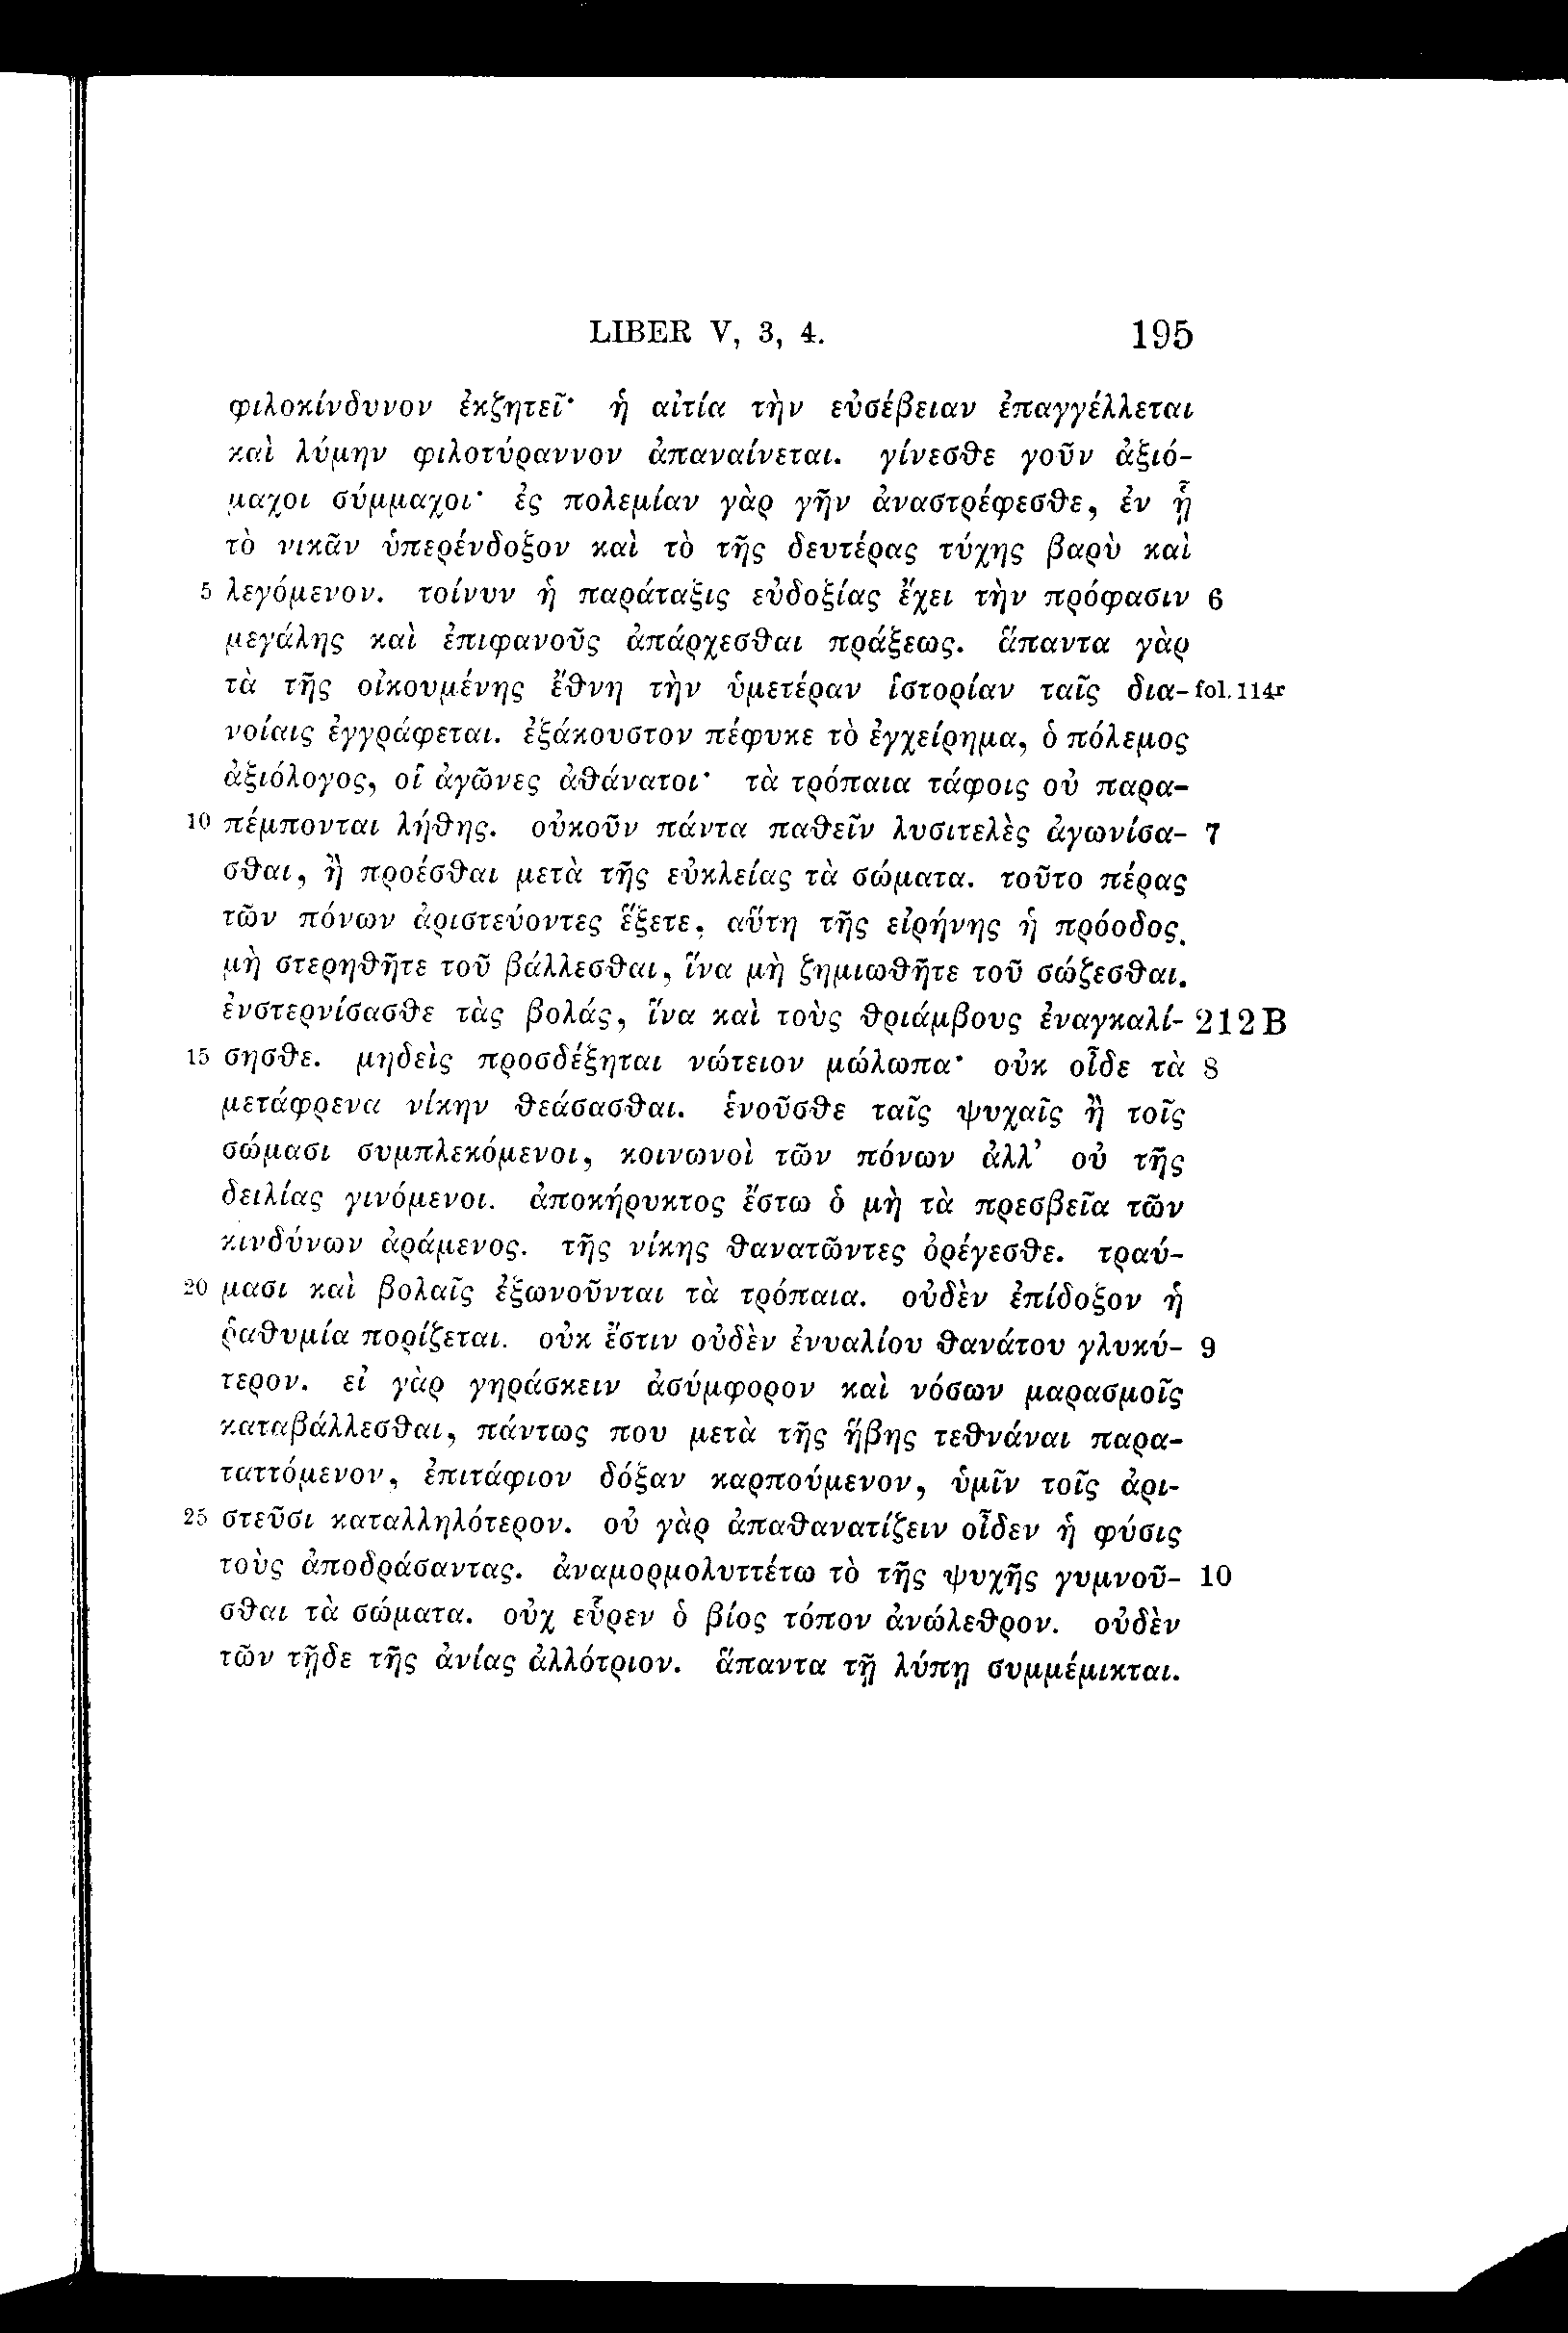 LIBER V, 3, 4. 195
φιλοκίνδυνον ἐκζητεῖ· ἡ αἰτία τὴν εὐσέβειαν ἐπαγγέλλεται
καὶ λύμην φιλοτύραννον ἀπαναίνεται. γίνεσθε γοῦν ἀξιό-
μαχοι σύμμαχοι· ἐς πολεμίαν γὰρ γῆν ἀναστρέφεσθε, ἐν ᾗ
τὸ νικᾶν ὑπερένδοξον καὶ τὸ τῆς δευτέρας τύχης βαρὺ καὶ
5 λεγόμενον. τοίνυν ἡ παράταξις εὐδοξίας ἔχει τὴν πρόφασιν 6
μεγάλης καὶ ἐπιφανοῦς ἀπάρχεσθαι πράξεως. ἅπαντα γὰρ
τὰ τῆς οἰκουμένης ἔθνη τὴν ὑμετέραν ἱστορίαν ταῖς δια- fol. 114r
νοίαις ἐγγράφεται. ἐξάκουστον πέφυκε τὸ ἐγχείρημα, ὁ πόλεμος
ἀξιόλογος, οἱ ἀγῶνες ἀθάνατοι· τὰ τρόπαια τάφοις οὐ παρα-
10 πέμπονται λήθης. οὐκοῦν πάντα παθεῖν λυσιτελὲς ἀγωνίσα- 7
σθαι, ἢ προέσθαι μετὰ τῆς εὐκλείας τὰ σώματα. τοῦτο πέρας
τῶν πόνων ἀριστεύοντες ἕξετε, αὕτη τῆς εἰρήνης ἡ πρόοδος.
μὴ στερηθῆτε τοῦ βάλλεσθαι, ἵνα μὴ ζημιωθῆτε τοῦ σώζεσθαι.
ἐνστερνίσασθε τὰς βολάς, ἵνα καὶ τοὺς θριάμβους ἐναγκαλί- 212 B
15 σησθε. μηδεὶς προσδέξηται νώτειον μώλωπα· οὐκ οἶδε τὰ 8
μετάφρενα νίκην θεάσασθαι. ἑνοῦσθε ταῖς ψυχαῖς ἢ τοῖς
σώμασι συμπλεκόμενοι, κοινωνοὶ τῶν πόνων ἀλλ’ οὐ τῆς
δειλίας γινόμενοι. ἀποκήρυκτος ἔστω ὁ μὴ τὰ πρεσβεῖα τῶν
κινδύνων ἀράμενος. τῆς νίκης θανατῶντες ὀρέγεσθε. τραύ-
20 μασι καὶ βολαῖς ἐξωνοῦνται τὰ τρόπαια. οὐδὲν ἐπίδοξον ἡ
ῥαθυμία πορίζεται. οὐκ ἔστιν οὐδὲν ἐνυαλίου θανάτου γλυκύ- 9
τερον. εἰ γὰρ γηράσκειν ἀσύμφορον καὶ νόσων μαρασμοῖς
καταβάλλεσθαι, πάντως που μετὰ τῆς ἥβης τεθνάναι παρα-
ταττόμενον, ἐπιτάφιον δόξαν καρπούμενον, ὑμῖν τοῖς ἀρι-
25 στεῦσι καταλληλότερον. οὐ γὰρ ἀπαθανατίζειν οἶδεν ἡ φύσις
τοὺς ἀποδράσαντας. ἀναμορμολυττέτω τὸ τῆς ψυχῆς γυμνοῦ- 10
σθαι τὰ σώματα. οὐχ εὗρεν ὁ βίος τόπον ἀνώλεθρον. οὐδὲν
τῶν τῇδε τῆς ἀνίας ἀλλότριον. ἅπαντα τῇ λύπῃ συμμέμικται.